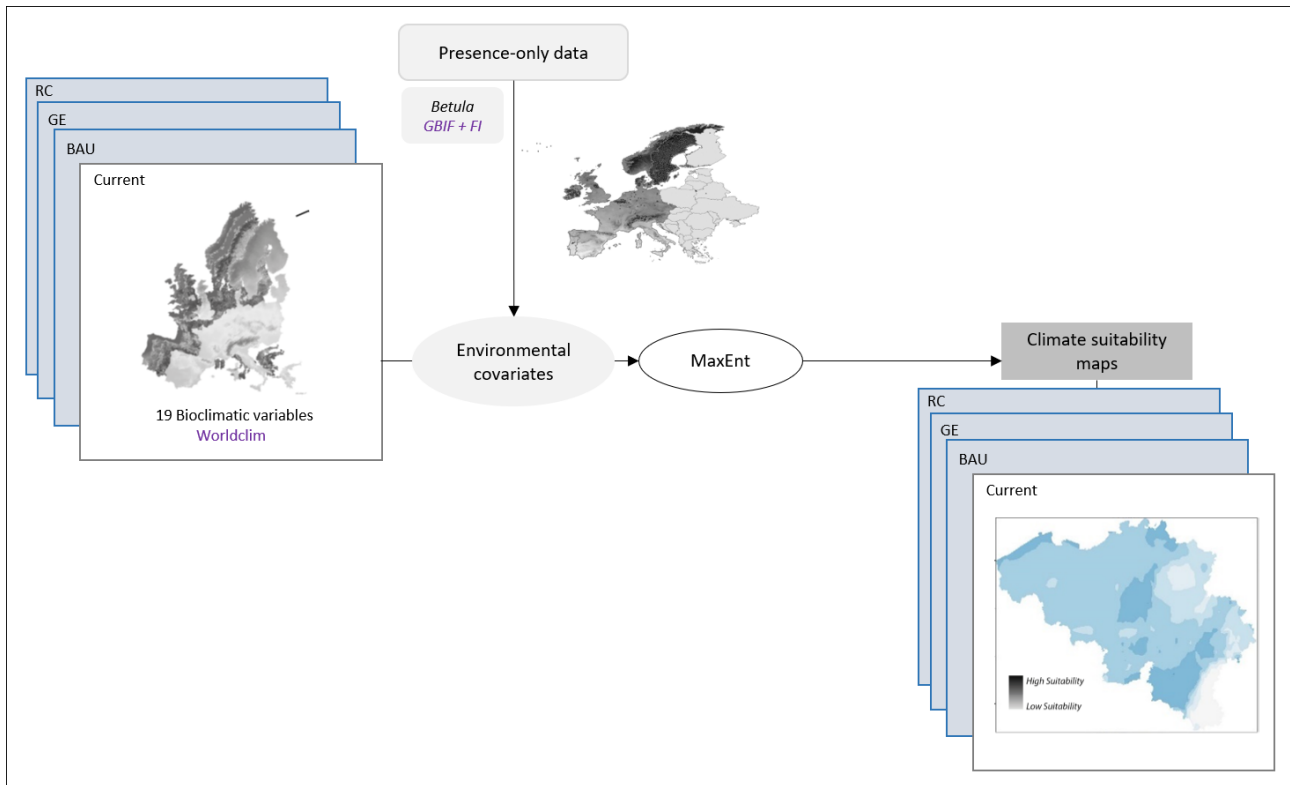 Presence-only data
Betula
GBIF + FI
RC
GE
BAU
Current
19 Bioclimatic variables
Worldclim
Environmental
covariates
MaxEnt
Climate suitability
maps
RC
GE
BAU
Current
High Suitability
Low Suitability